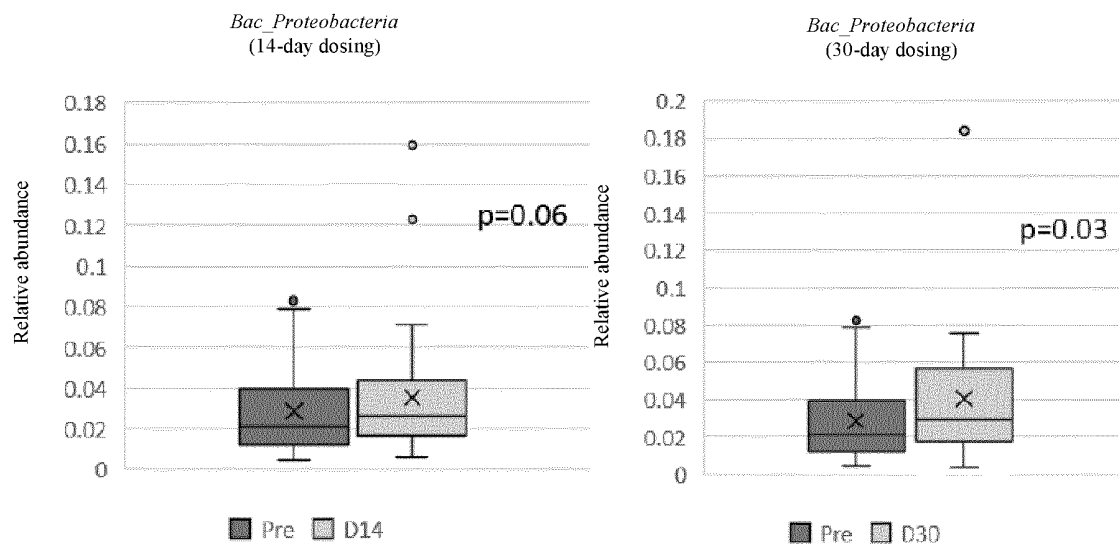 Bac_Proteobacteria
(14-day dosing)
Relative abundance
0.18
0.16
0.14
0.12
0.1
0.08
0.06
0.04
0.02
0
p=0.06
Pre D14
Bac_Proteobacteria
(30-day dosing)
Relative abundance
0.2
0.18
0.16
0.14
0.12
0.1
0.08
0.06
0.04
0.02
0
p=0.03
Pre D30